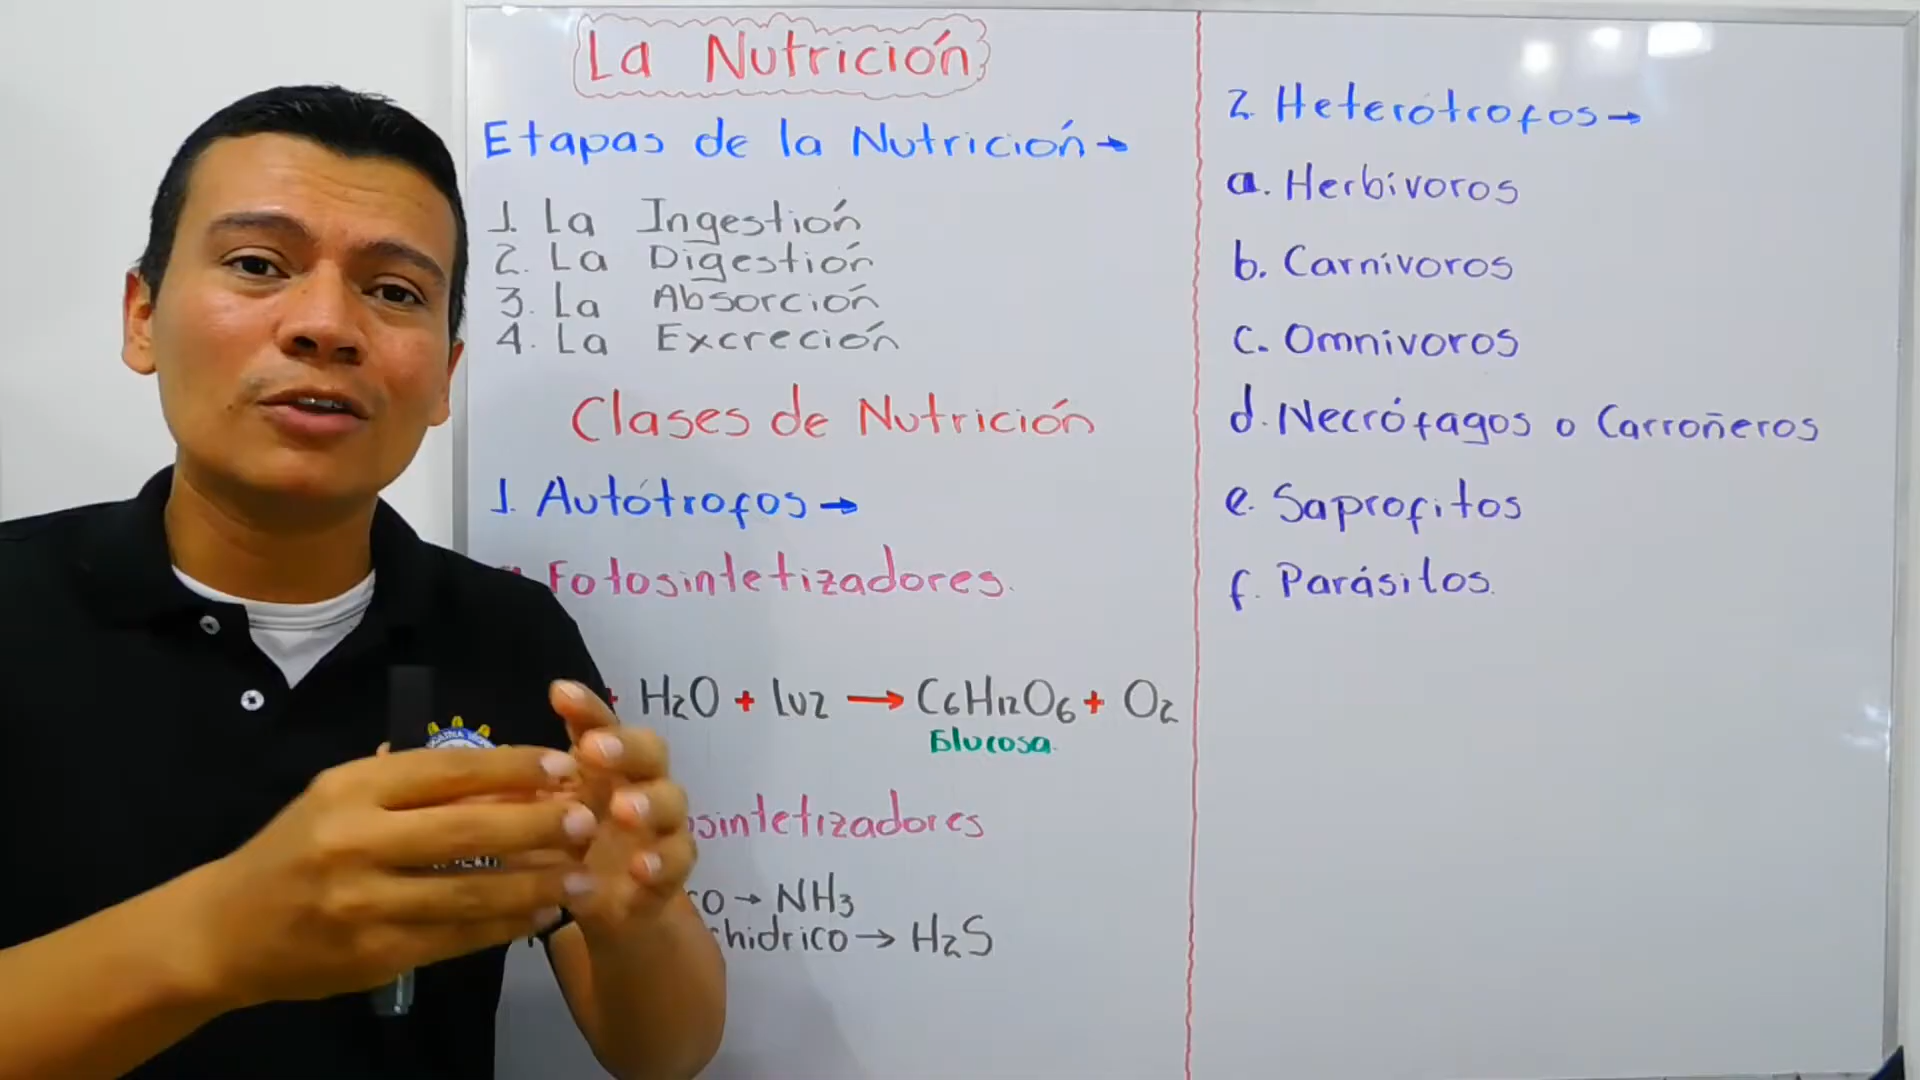 La Nutrición
Etapas de la Nutrición→
1. La Ingestión
2. La Digestión
3. La Absorción
4. La Excreción
Clases de Nutrición
1. Autótrofos→
Fotosintetizadores.
+ H2O + luz → C6H12O6 + O2
Glucosa.
osintetizadores
co→ NH3
hidrico→ H2S
2. Heterótrofos→
a. Herbívoros
b. Carnívoros
c. Omnívoros
d. Necrófagos o Carroñeros
e. Saprofitos
f. Parásitos.